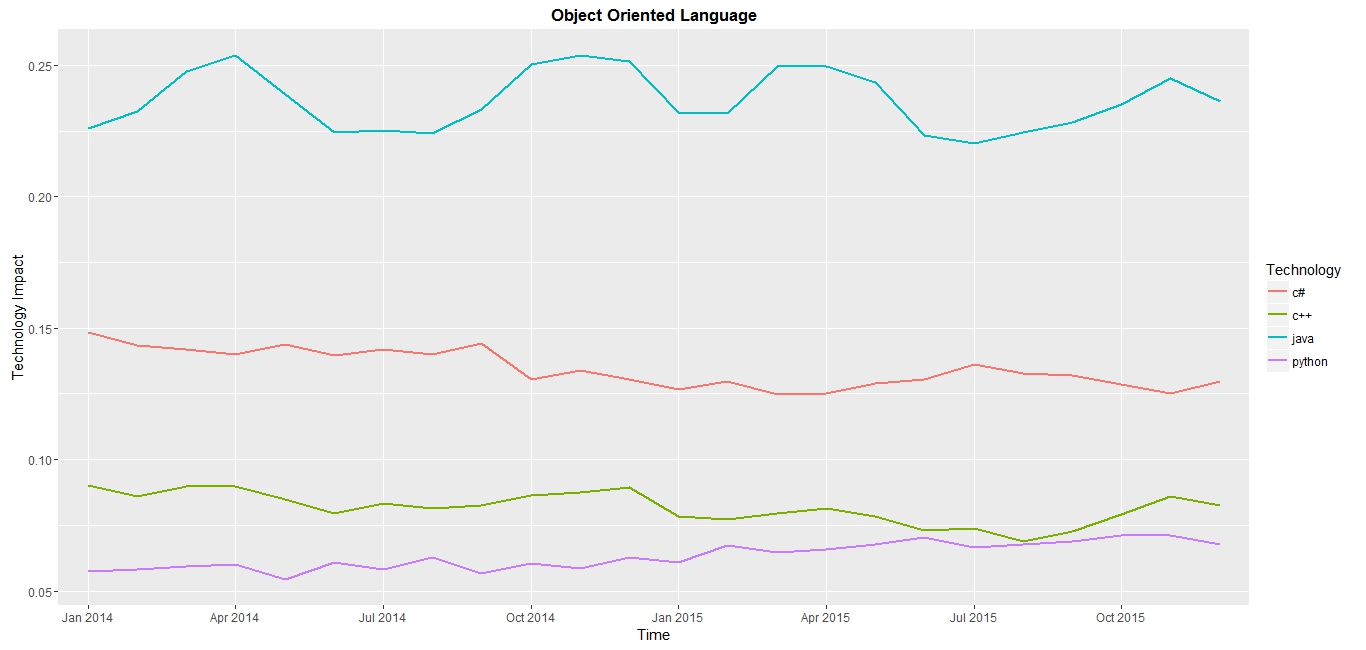 Object Oriented Language
Technology Impact
0.25
0.20
0.15
0.10
0.05
Jan 2014 Apr 2014 Jul 2014 Oct 2014 Jan 2015 Apr 2015 Jul 2015 Oct 2015
Time
Technology
c#
c++
java
python